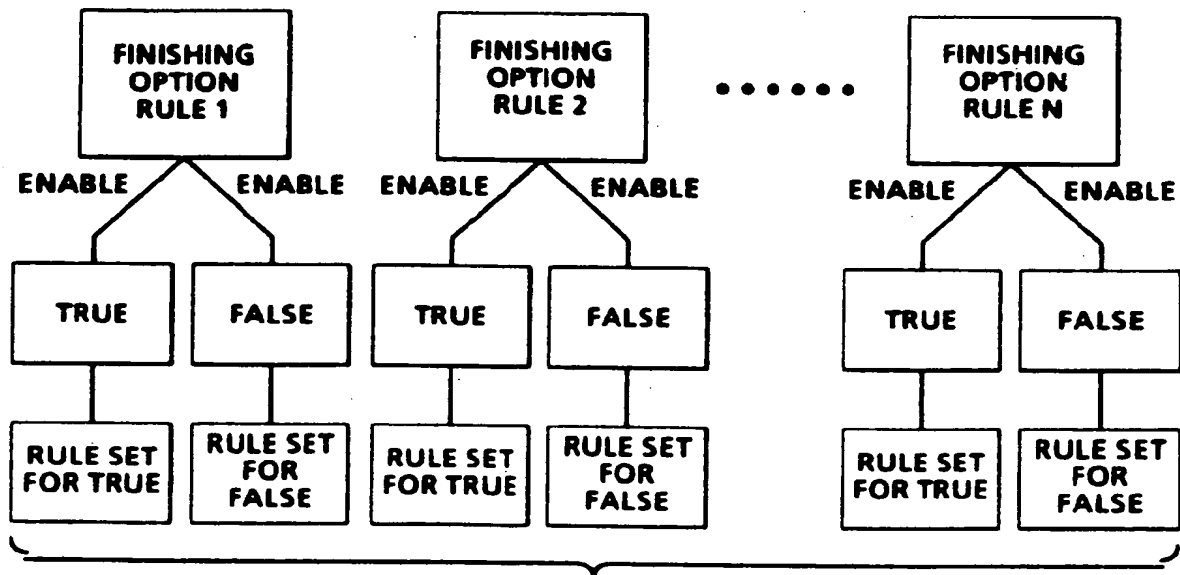 FINISHING
OPTION
RULE 1
FINISHING
OPTION
RULE 2
FINISHING
OPTION
RULE N
ENABLE
ENABLE
ENABLE
ENABLE
ENABLE
ENABLE
TRUE
FALSE
TRUE
FALSE
TRUE
FALSE
RULE SET
FOR TRUE
RULE SET
FOR
FALSE
RULE SET
FOR TRUE
RULE SET
FOR
FALSE
RULE SET
FOR TRUE
RULE SET
FOR
FALSE